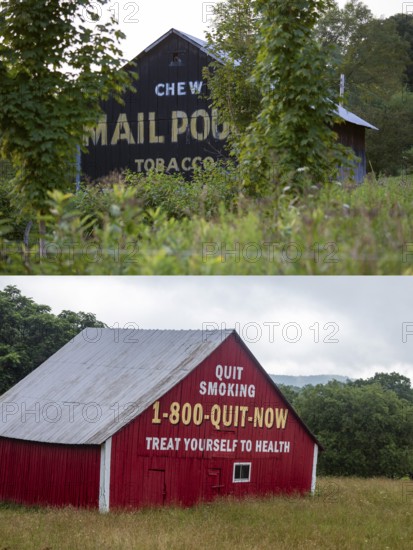 CHEW
MAIL POU
TOBACCO
QUIT
SMOKING
1-800-QUIT-NOW
TREAT YOURSELF TO HEALTH